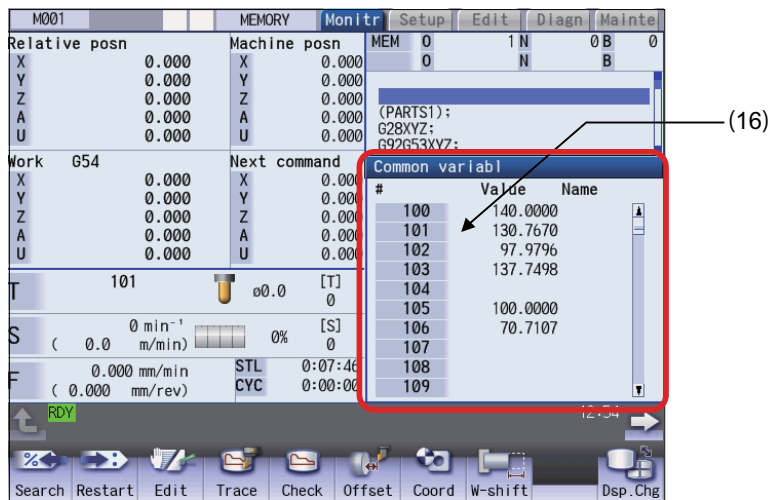 M001 MEMORY Monitr Setup Edit Diagn Mainte
Relative posn
X 0.000
Y 0.000
Z 0.000
A 0.000
U 0.000
Machine posn
X 0.000
Y 0.000
Z 0.000
A 0.000
U 0.000
MEM O 1 N 0 B 0
O N B
(PARTS1);
G28XYZ;
G92G53XYZ;
(16)
Work G54
X 0.000
Y 0.000
Z 0.000
A 0.000
U 0.000
Next command
X 0.000
Y 0.000
Z 0.000
A 0.000
U 0.000
Common variabl
# Value Name
100 140.0000
101 130.7670
102 97.9796
103 137.7498
104
105 100.0000
106 70.7107
107
108
109
T 101 ø0.0 [T] 0
S 0 min⁻¹ ( 0.0 m/min) 0% [S] 0
F 0.000 mm/min ( 0.000 mm/rev)
STL 0:07:46
CYC 0:00:00
RDY 12:54
Search Restart Edit Trace Check Offset Coord W-shift Dsp.Chg